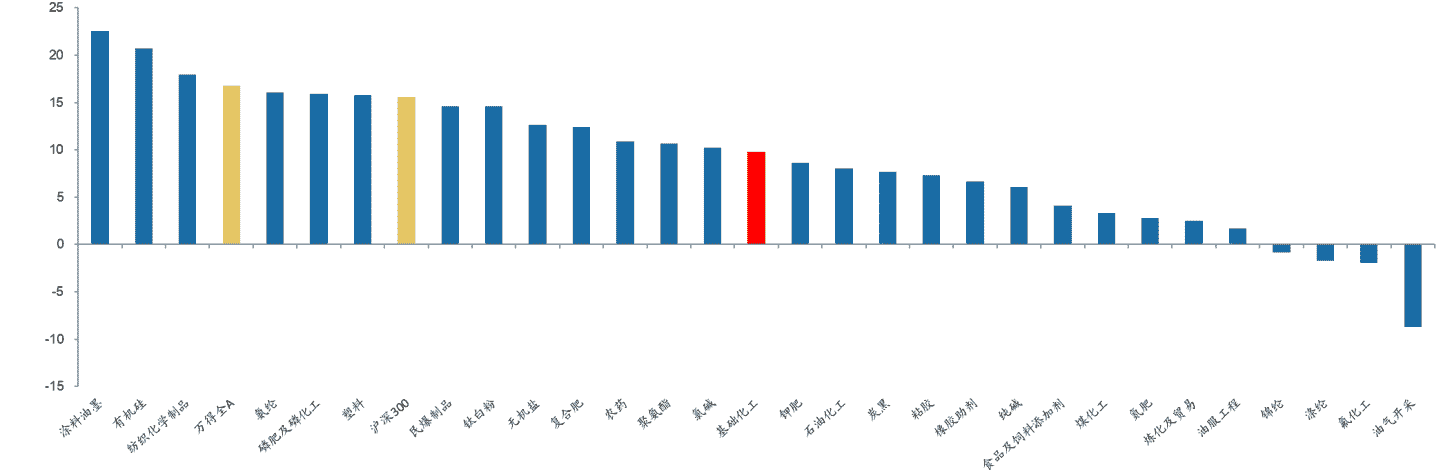 25
20
15
10
5
0
-5
-10
-15
涂料油墨
有机硅
纺织化学制品
万得全A
氨纶
磷肥及磷化工
塑料
沪深300
民爆制品
钛白粉
无机盐
复合肥
农药
聚氨酯
氯碱
基础化工
钾肥
石油化工
炭黑
粘胶
橡胶助剂
纯碱
食品及饲料添加剂
煤化工
氮肥
炼化及贸易
油服工程
锦纶
涤纶
氟化工
油气开采